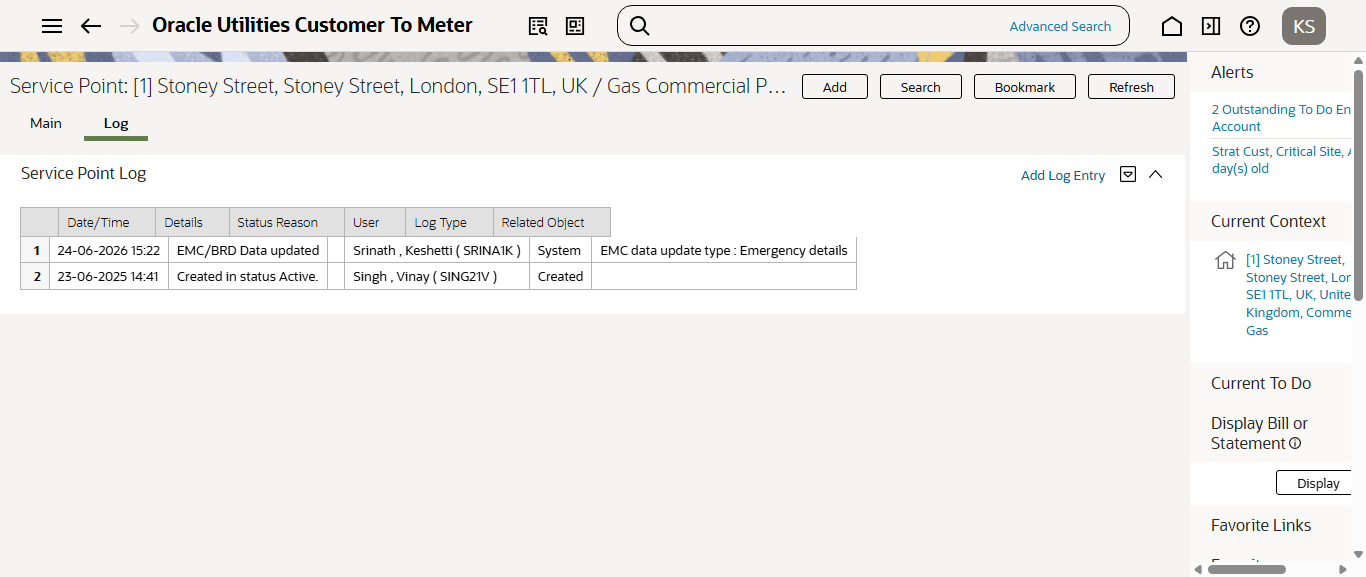 Oracle Utilities Customer To Meter
Advanced Search
KS
Service Point: [1] Stoney Street, Stoney Street, London, SE1 1TL, UK / Gas Commercial P...
Add
Search
Bookmark
Refresh
Main
Log
Service Point Log
Add Log Entry
Date/Time Details Status Reason User Log Type Related Object
1 24-06-2026 15:22 EMC/BRD Data updated Srinath , Keshetti ( SRINA1K ) System EMC data update type : Emergency details
2 23-06-2025 14:41 Created in status Active. Singh , Vinay ( SING21V ) Created
Alerts
2 Outstanding To Do En
Account
Strat Cust, Critical Site,
day(s) old
Current Context
[1] Stoney Street,
Stoney Street, Lon
SE1 1TL, UK, Unite
Kingdom, Comme
Gas
Current To Do
Display Bill or
Statement
Display
Favorite Links